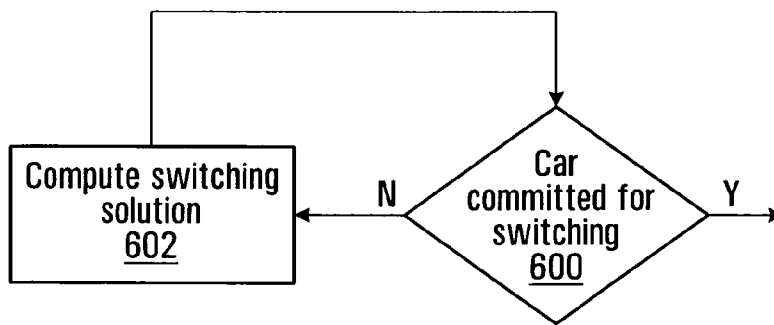 Compute switching
solution
602
N
Car
committed for
switching
600
Y